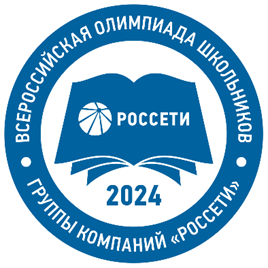 ВСЕРОССИЙСКАЯ ОЛИМПИАДА ШКОЛЬНИКОВ
РОССЕТИ
2024
ГРУППЫ КОМПАНИЙ «РОССЕТИ»